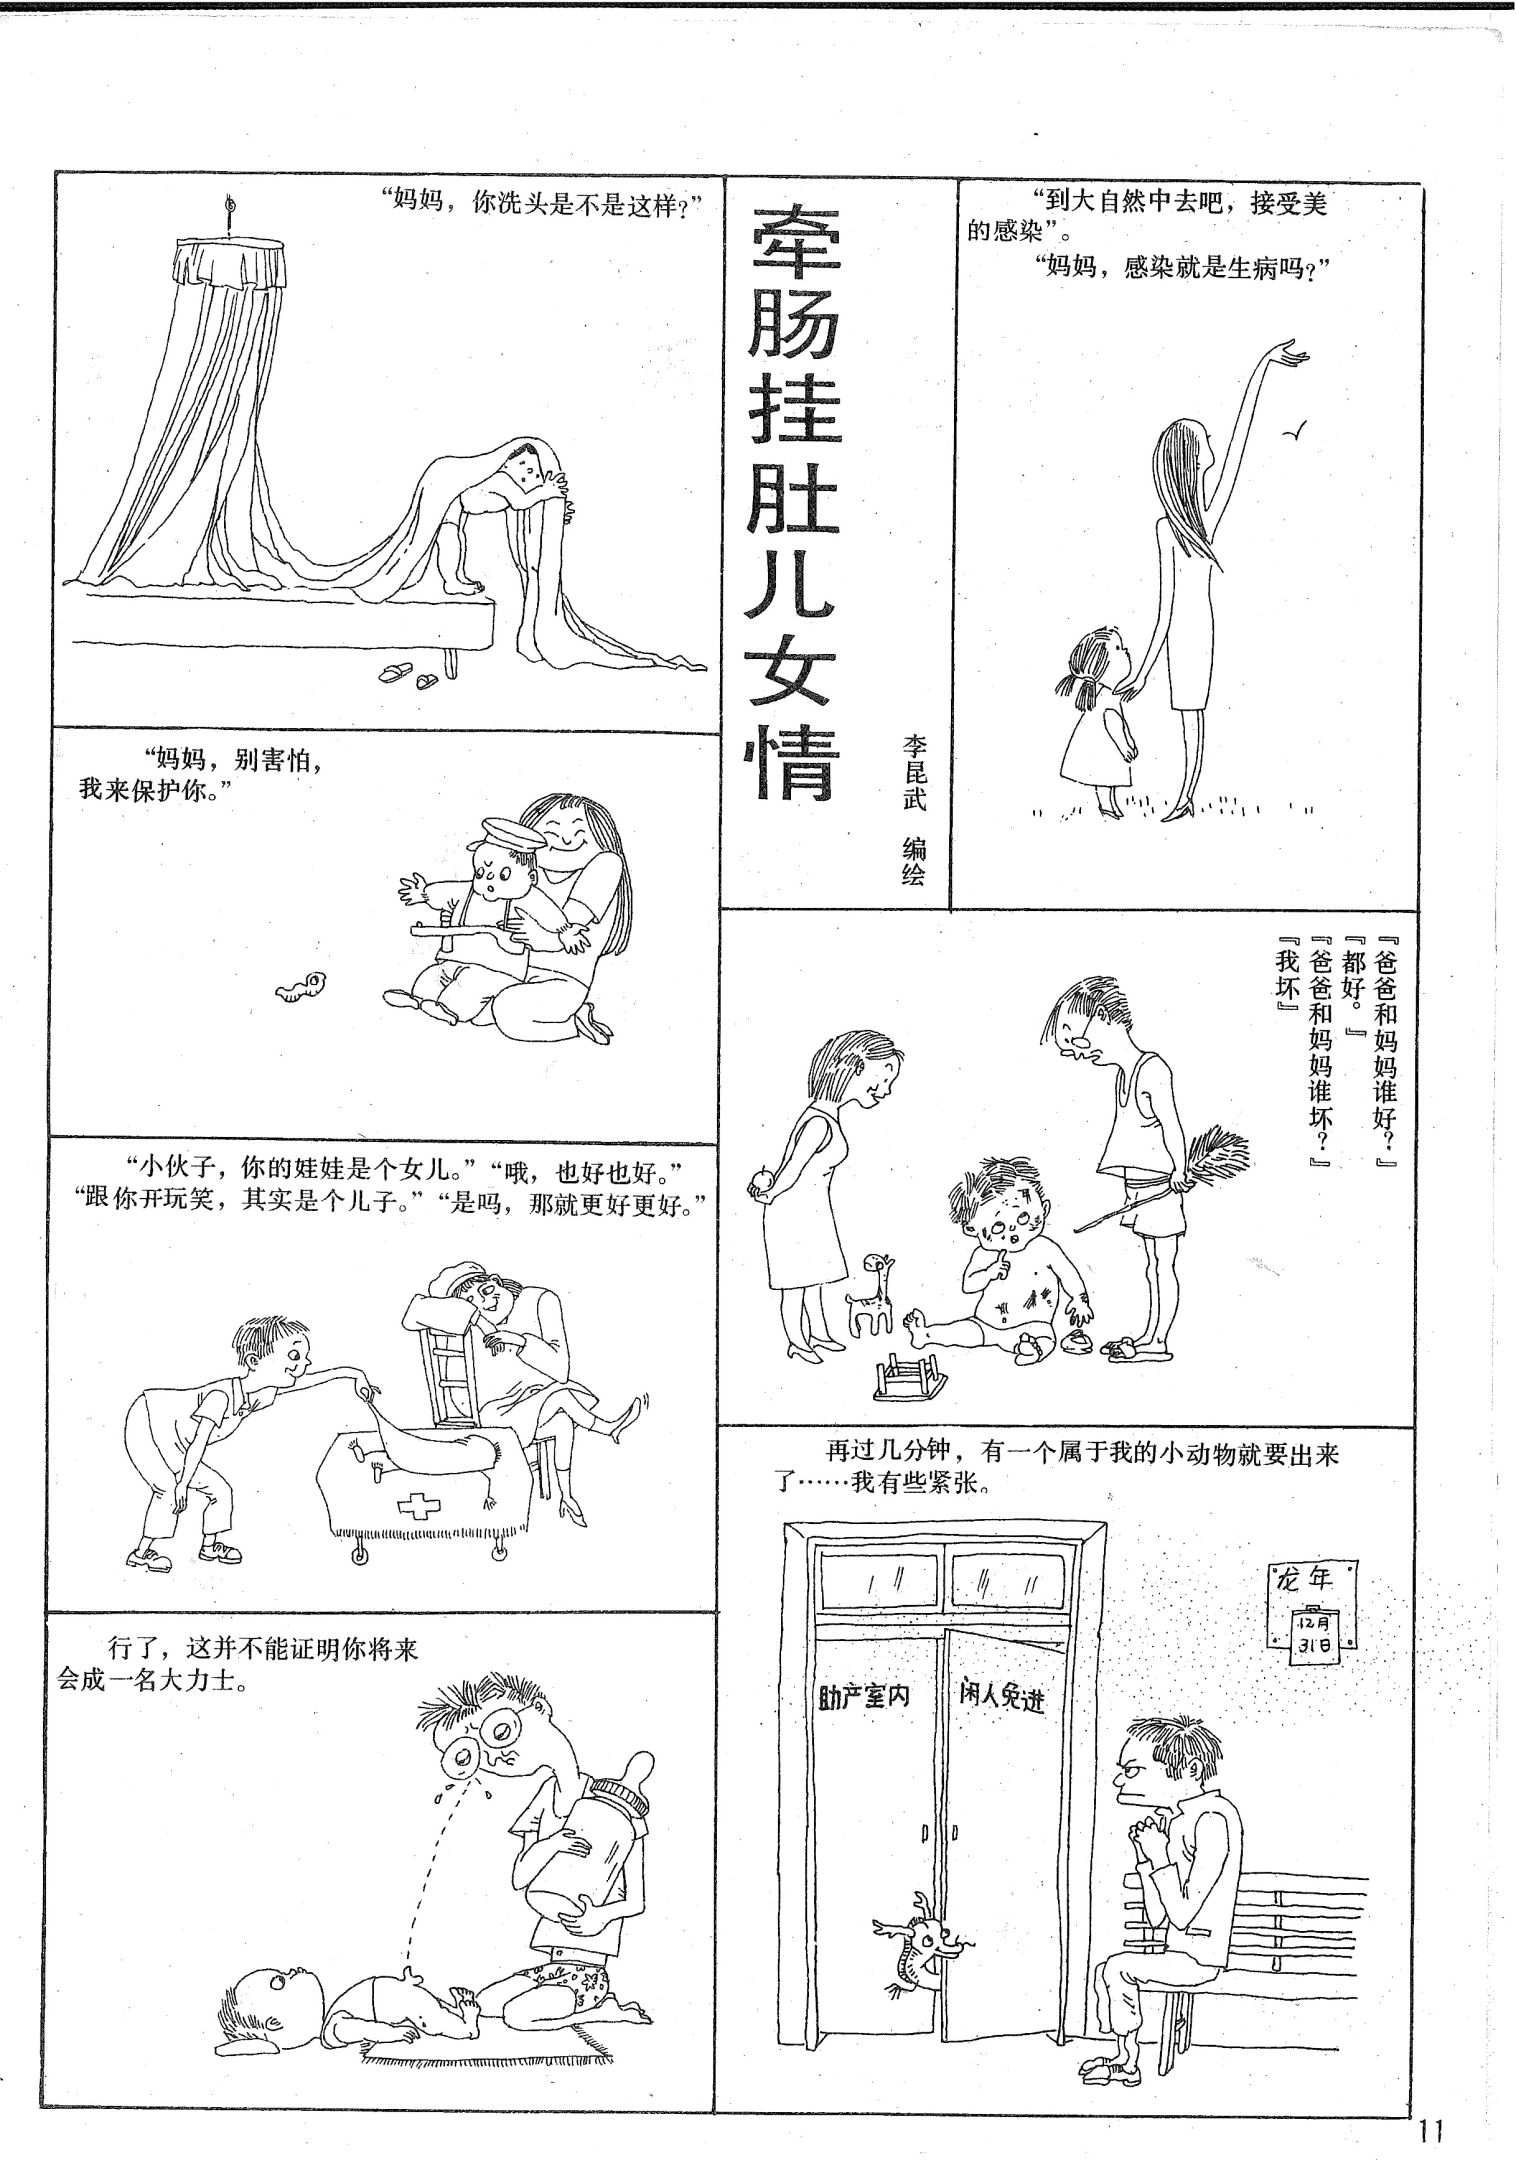 “妈妈，你洗头是不是这样？”
牵肠挂肚儿女情
李昆武　编绘
“到大自然中去吧，接受美
的感染”。
“妈妈，感染就是生病吗？”
“妈妈，别害怕，
我来保护你。”
『爸爸和妈妈谁好？』
『都好。』
『爸爸和妈妈谁坏？』
『我坏』
“小伙子，你的娃娃是个女儿。”“哦，也好也好。”
“跟你开玩笑，其实是个儿子。”“是吗，那就更好更好。”
再过几分钟，有一个属于我的小动物就要出来
了……我有些紧张。
龙年
12月
31日
助产室内
闲人免进
行了，这并不能证明你将来
会成一名大力士。
11